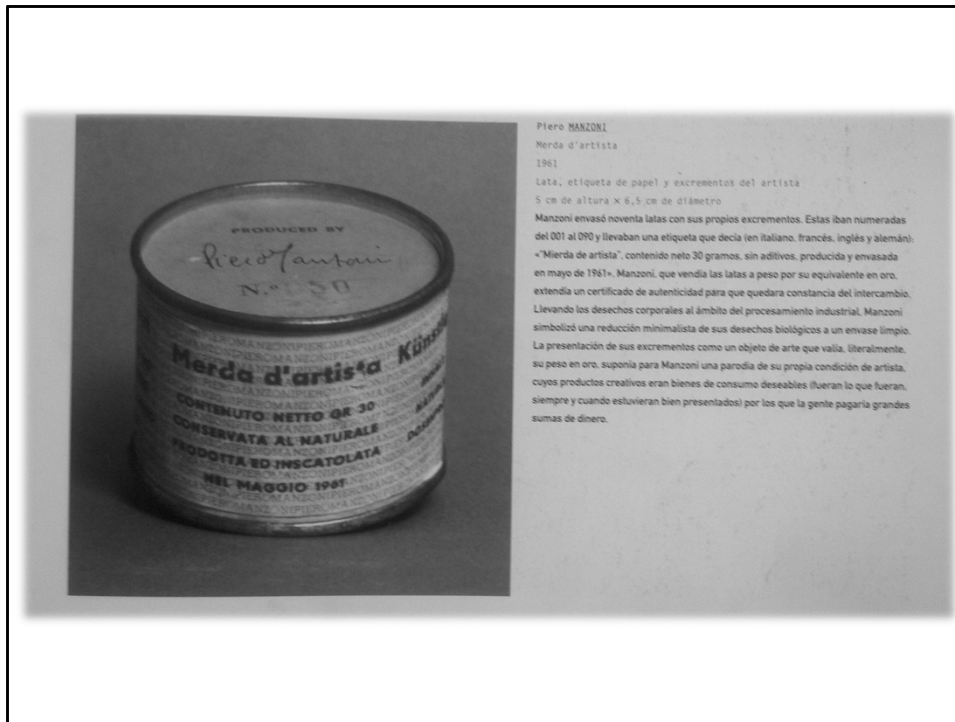 PRODUCED BY
Piero Manzoni
Merda d'artista
CONTENUTO NETTO GR 30
CONSERVATA AL NATURALE
PRODOTTA ED INSCATOLATA
NEL MAGGIO 1961
Piero MANZONI
Merda d'artista
1961
Lata, etiqueta de papel y excrementos del artista
5 cm de altura × 6,5 cm de diámetro
Manzoni envasó noventa latas con sus propios excrementos. Estas iban numeradas
del 001 al 090 y llevaban una etiqueta que decía (en italiano, francés, inglés y alemán):
«"Mierda de artista", contenido neto 30 gramos, sin aditivos, producida y envasada
en mayo de 1961». Manzoni, que vendía las latas a peso por su equivalente en oro,
extendía un certificado de autenticidad para que quedara constancia del intercambio.
Llevando los desechos corporales al ámbito del procesamiento industrial, Manzoni
simbolizó una reducción minimalista de sus desechos biológicos a un envase limpio.
La presentación de sus excrementos como un objeto de arte que valía, literalmente,
su peso en oro, suponía para Manzoni una parodia de su propia condición de artista,
cuyos productos creativos eran bienes de consumo deseables (fueran lo que fueran,
siempre y cuando estuvieran bien presentados) por los que la gente pagaría grandes
sumas de dinero.